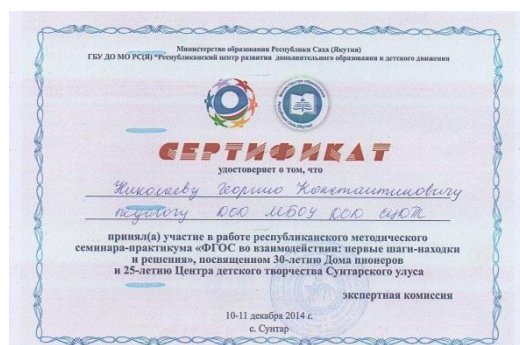 Министерство образования Республики Саха (Якутия)
ГБУ ДО МО РС(Я) "Республиканский центр развития дополнительного образования и детского движения
СЕРТИФИКАТ
удостоверяет о том, что
Николаеву Георгию Константиновичу
педагогу ДОО МБОУ ДОО СЮТ
принял(а) участие в работе республиканского методического
семинара-практикума «ФГОС во взаимодействии: первые шаги-находки
и решения», посвященном 30-летию Дома пионеров
и 25-летию Центра детского творчества Сунтарского улуса
экспертная комиссия
10-11 декабря 2014 г.
с. Сунтар